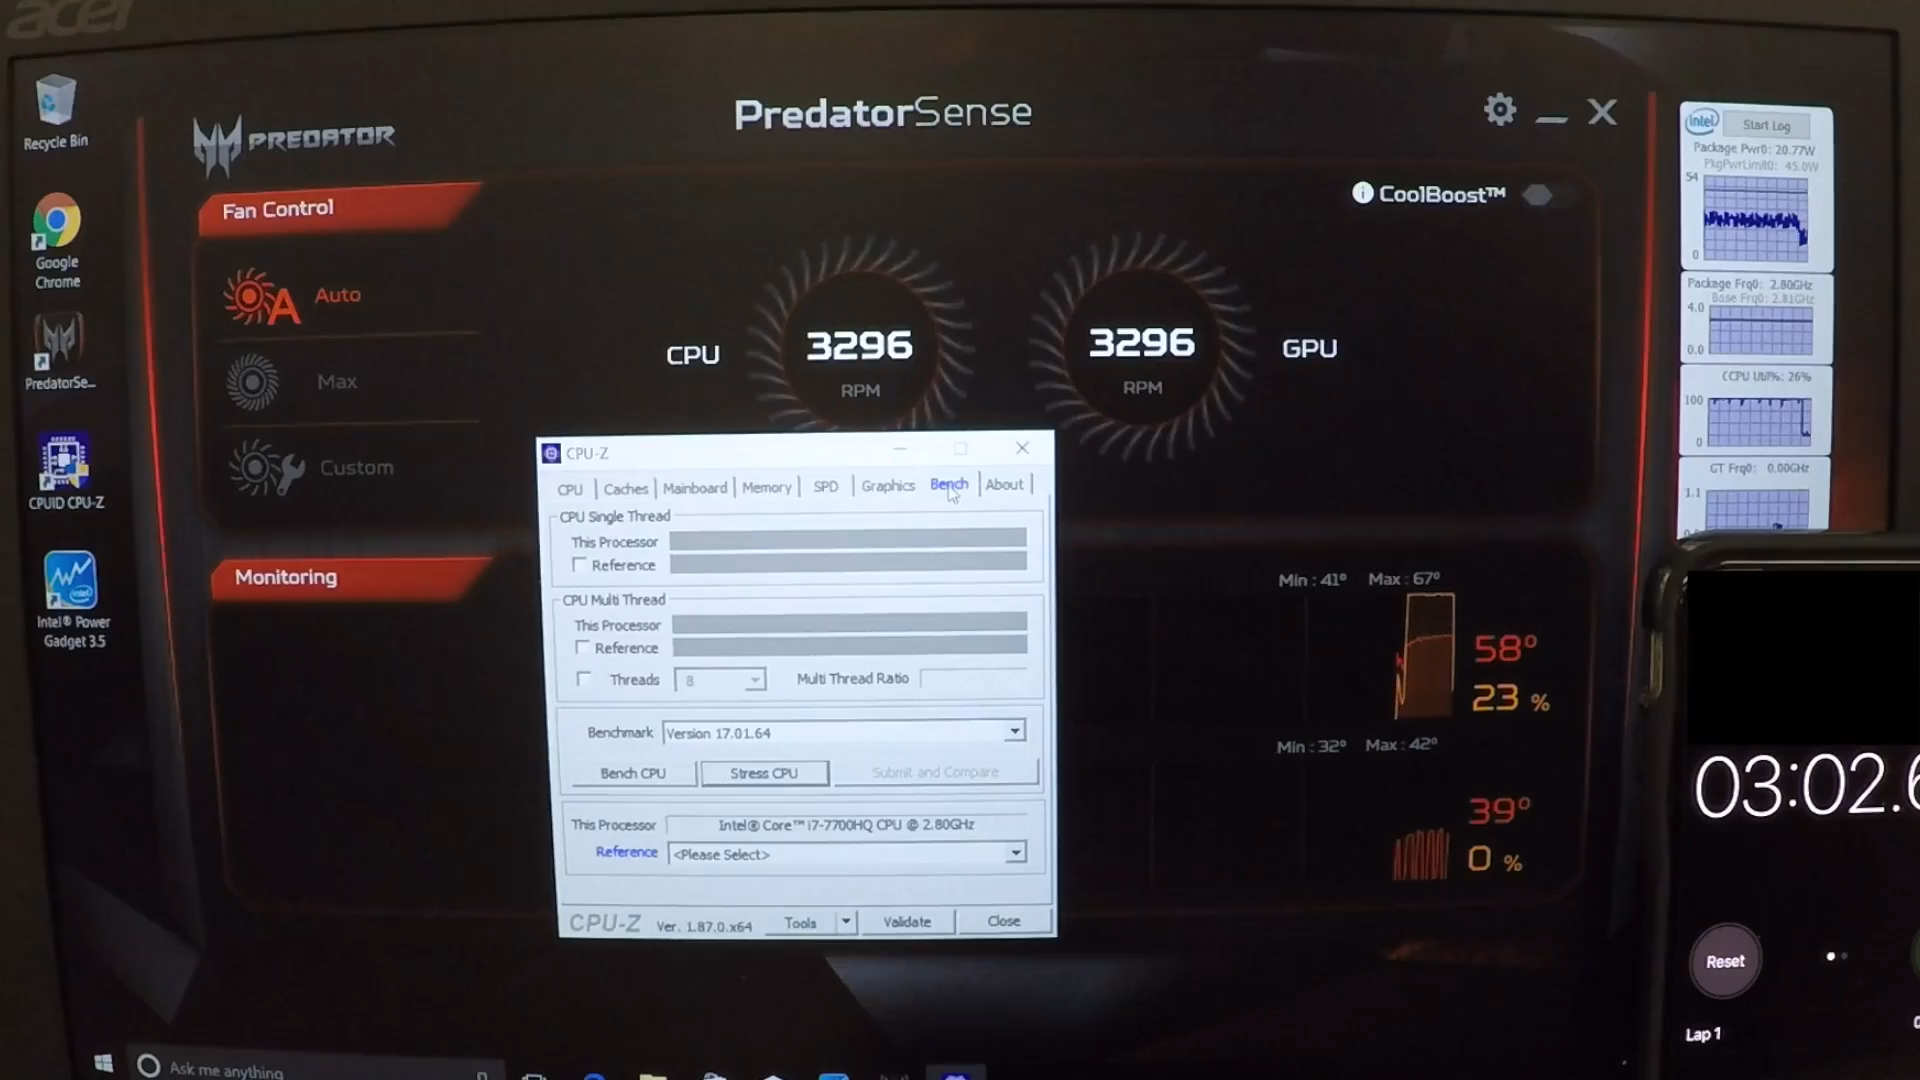 acer
Recycle Bin
Google
Chrome
PredatorSe...
CPUID CPU-Z
Intel® Power
Gadget 3.5
PREDATOR
PredatorSense
Fan Control
CoolBoost™
Auto
Max
Custom
CPU
3296
RPM
3296
RPM
GPU
Monitoring
Min : 41° Max : 67°
58°
23 %
Min : 32° Max : 42°
39°
0 %
CPU-Z
CPU
Caches
Mainboard
Memory
SPD
Graphics
Bench
About
CPU Single Thread
This Processor
Reference
CPU Multi Thread
This Processor
Reference
Threads
8
Multi Thread Ratio
Benchmark
Version 17.01.64
Bench CPU
Stress CPU
Submit and Compare
This Processor
Intel® Core™ i7-7700HQ CPU @ 2.80GHz
Reference
<Please Select>
CPU-Z
Ver. 1.87.0.x64
Tools
Validate
Close
intel
Start Log
Package Pwr0: 20.77W
PkgPwrLimit0: 45.0W
54
0
Package Frq0: 2.80GHz
Base Frq0: 2.81GHz
4.0
0.0
CPU Util%: 26%
100
0
GT Frq0: 0.00GHz
1.1
03:02.6
Reset
Lap 1
Ask me anything